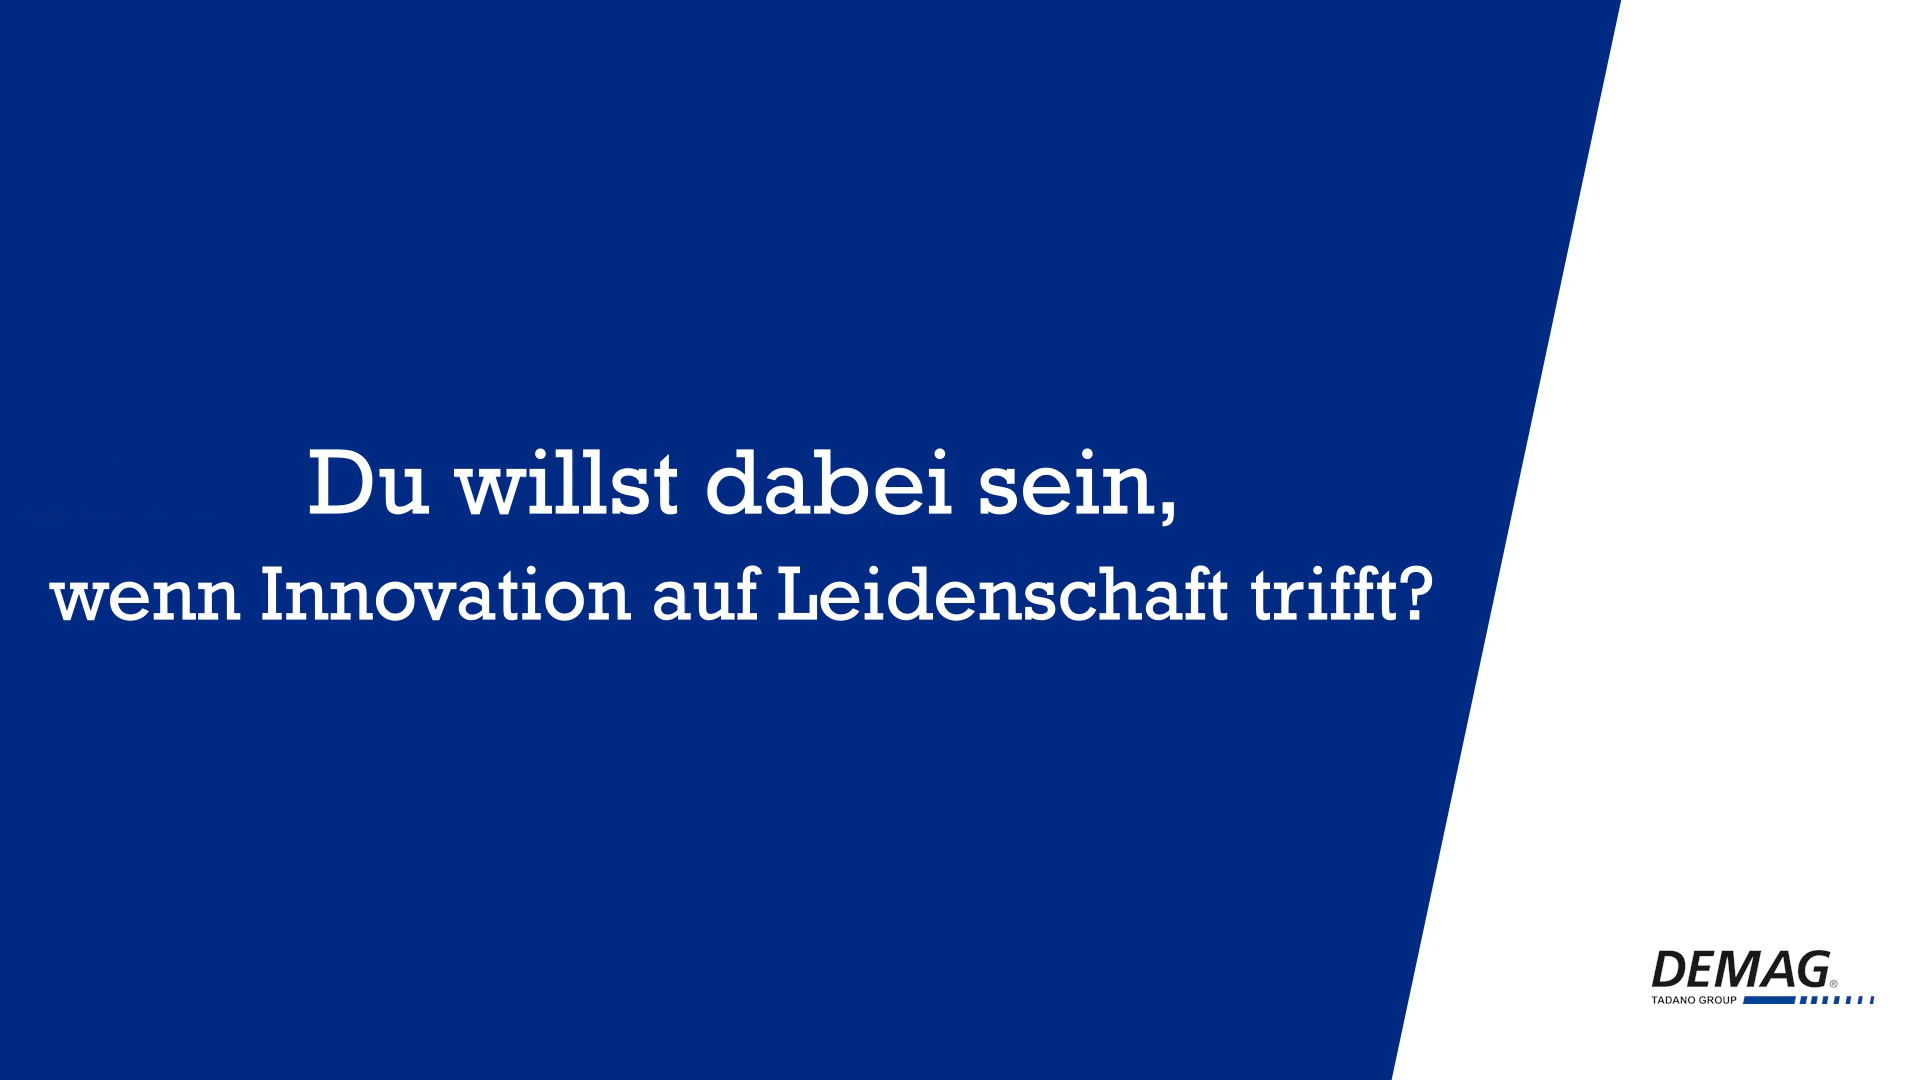 Du willst dabei sein,
wenn Innovation auf Leidenschaft trifft?
DEMAG®
TADANO GROUP